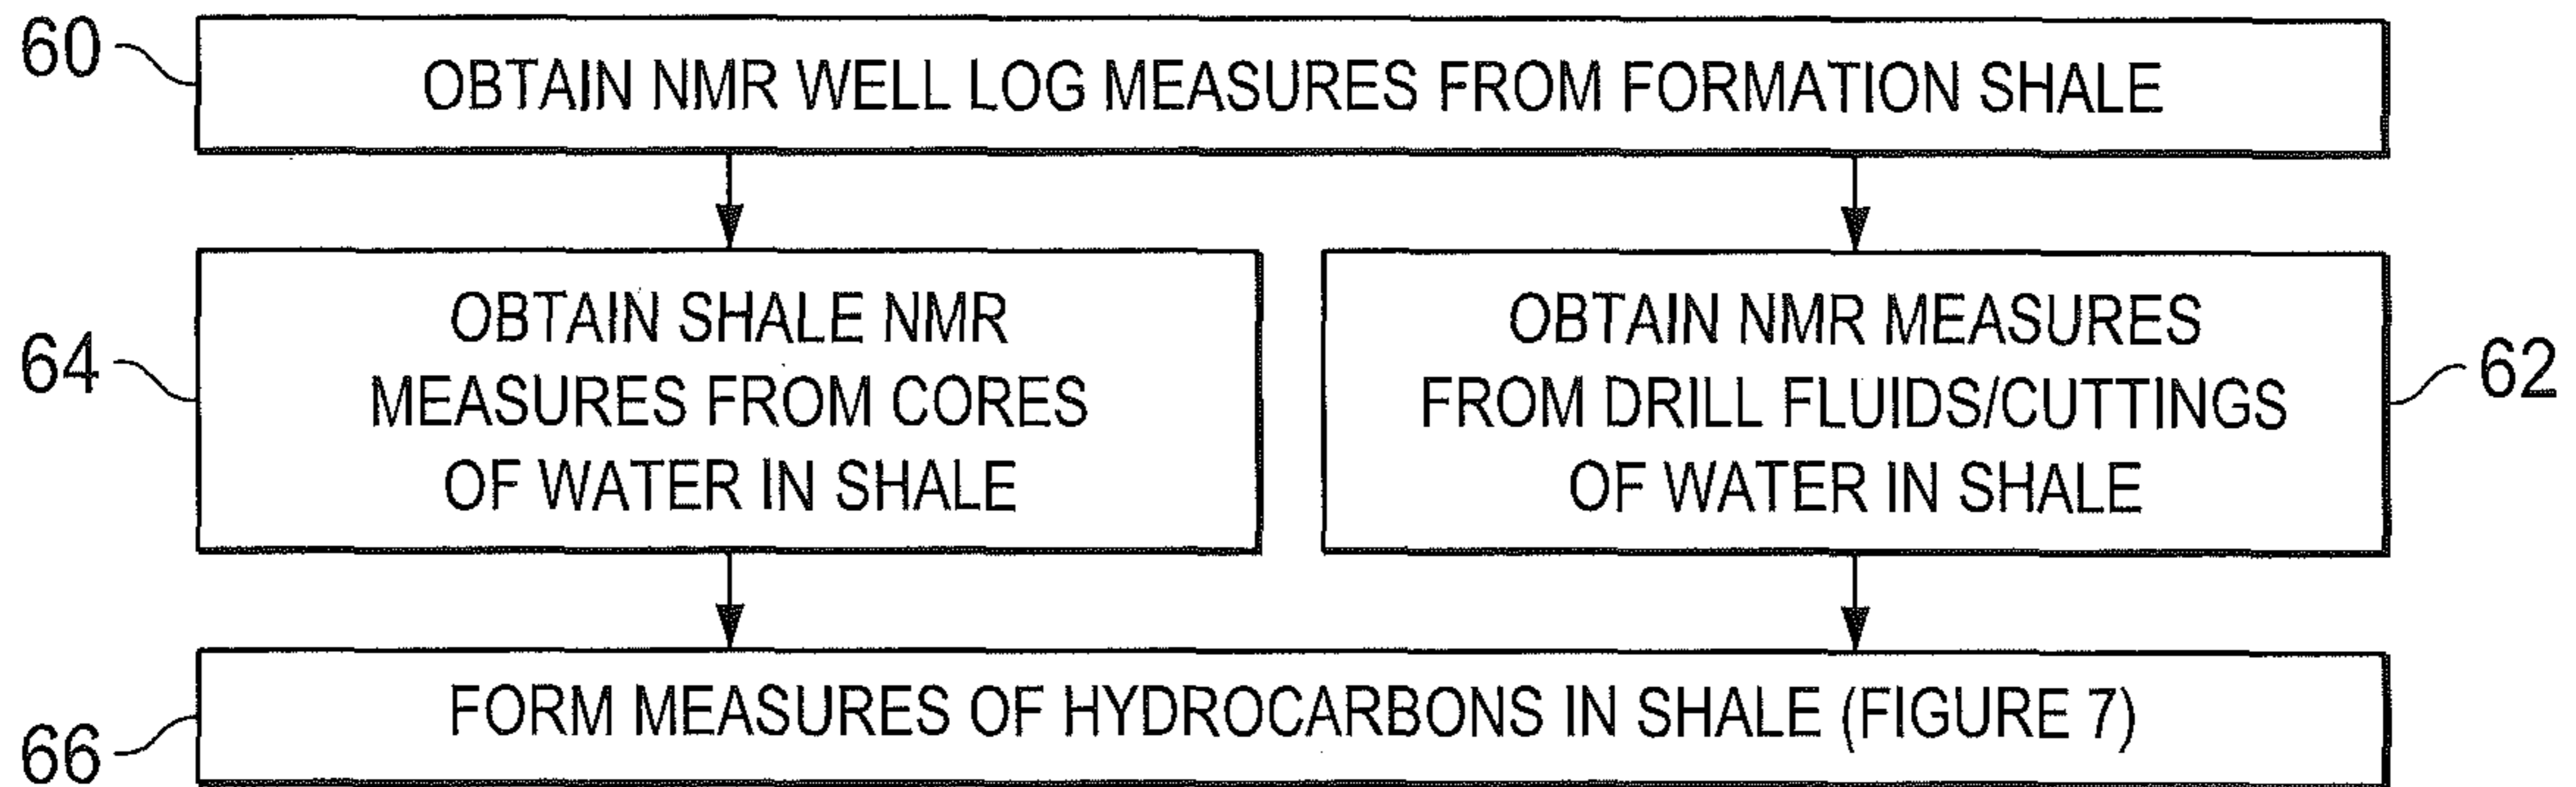 60
OBTAIN NMR WELL LOG MEASURES FROM FORMATION SHALE
64
OBTAIN SHALE NMR
MEASURES FROM CORES
OF WATER IN SHALE
OBTAIN NMR MEASURES
FROM DRILL FLUIDS/CUTTINGS
OF WATER IN SHALE
62
66
FORM MEASURES OF HYDROCARBONS IN SHALE (FIGURE 7)